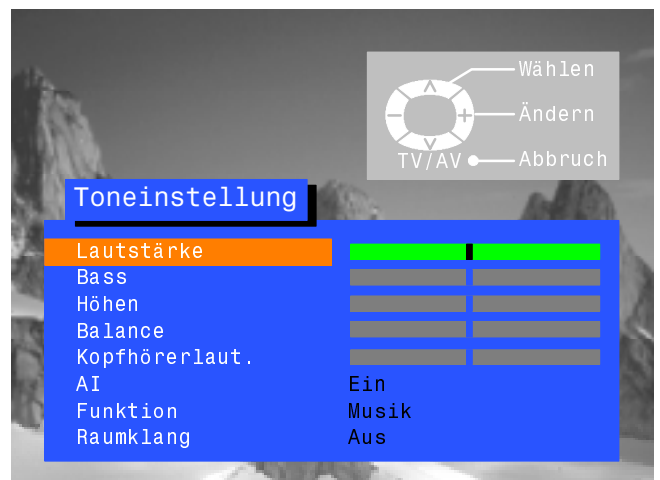 Wählen
Ändern
TV/AV Abbruch
Toneinstellung
Lautstärke
Bass
Höhen
Balance
Kopfhörerlaut.
AI Ein
Funktion Musik
Raumklang Aus